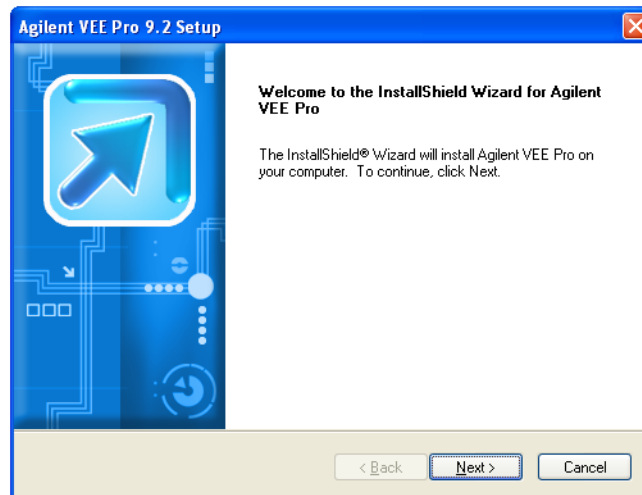 Agilent VEE Pro 9.2 Setup
Welcome to the InstallShield Wizard for Agilent
VEE Pro
The InstallShield® Wizard will install Agilent VEE Pro on
your computer. To continue, click Next.
< Back
Next >
Cancel